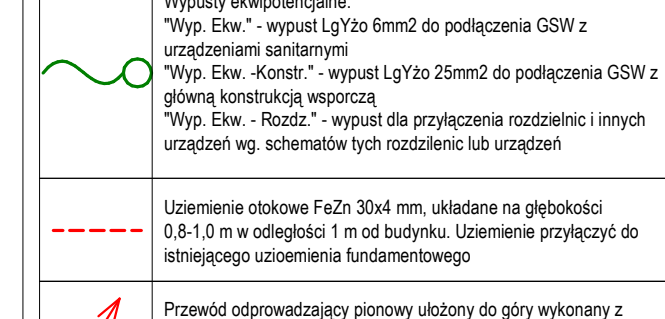 Wypusty ekwipotencjalne:
"Wyp. Ekw." - wypust LgYżo 6mm2 do podłączenia GSW z
urządzeniami sanitarnymi
"Wyp. Ekw. -Konstr." - wypust LgYżo 25mm2 do podłączenia GSW z
główną konstrukcją wsporczą
"Wyp. Ekw. - Rozdz." - wypust dla przyłączenia rozdzielnic i innych
urządzeń wg. schematów tych rozdzilenic lub urządzeń
Uziemienie otokowe FeZn 30x4 mm, układane na głębokości
0,8-1,0 m w odległości 1 m od budynku. Uziemienie przyłączyć do
istniejącego uzioemienia fundamentowego
Przewód odprowadzający pionowy ułożony do góry wykonany z